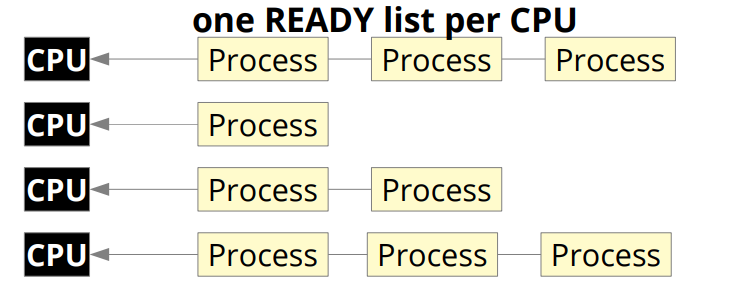 one READY list per CPU
CPU Process Process Process
CPU Process
CPU Process Process
CPU Process Process Process